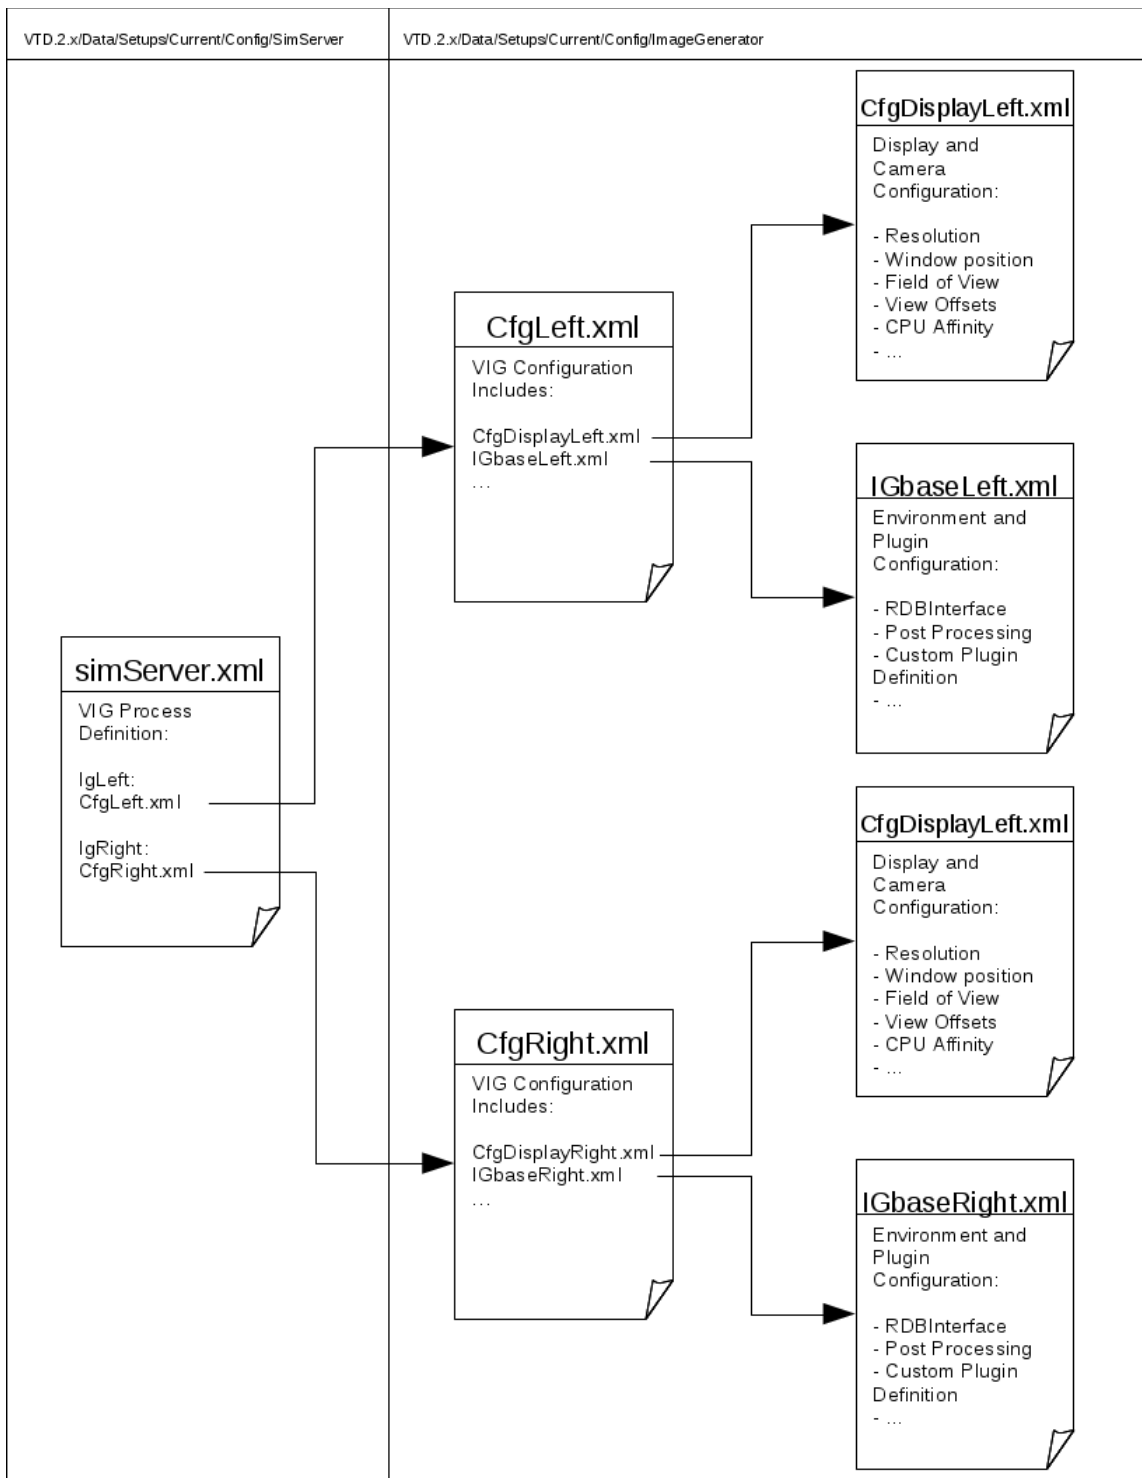 VTD.2.x/Data/Setups/Current/Config/SimServer
VTD.2.x/Data/Setups/Current/Config/ImageGenerator
simServer.xml
VIG Process
Definition:
IgLeft:
CfgLeft.xml
IgRight:
CfgRight.xml
CfgLeft.xml
VIG Configuration
Includes:
CfgDisplayLeft.xml
IGbaseLeft.xml
...
CfgDisplayLeft.xml
Display and
Camera
Configuration:
- Resolution
- Window position
- Field of View
- View Offsets
- CPU Affinity
- ...
IGbaseLeft.xml
Environment and
Plugin
Configuration:
- RDBInterface
- Post Processing
- Custom Plugin
Definition
- ...
CfgRight.xml
VIG Configuration
Includes:
CfgDisplayRight.xml
IGbaseRight.xml
...
CfgDisplayLeft.xml
Display and
Camera
Configuration:
- Resolution
- Window position
- Field of View
- View Offsets
- CPU Affinity
- ...
IGbaseRight.xml
Environment and
Plugin
Configuration:
- RDBInterface
- Post Processing
- Custom Plugin
Definition
- ...